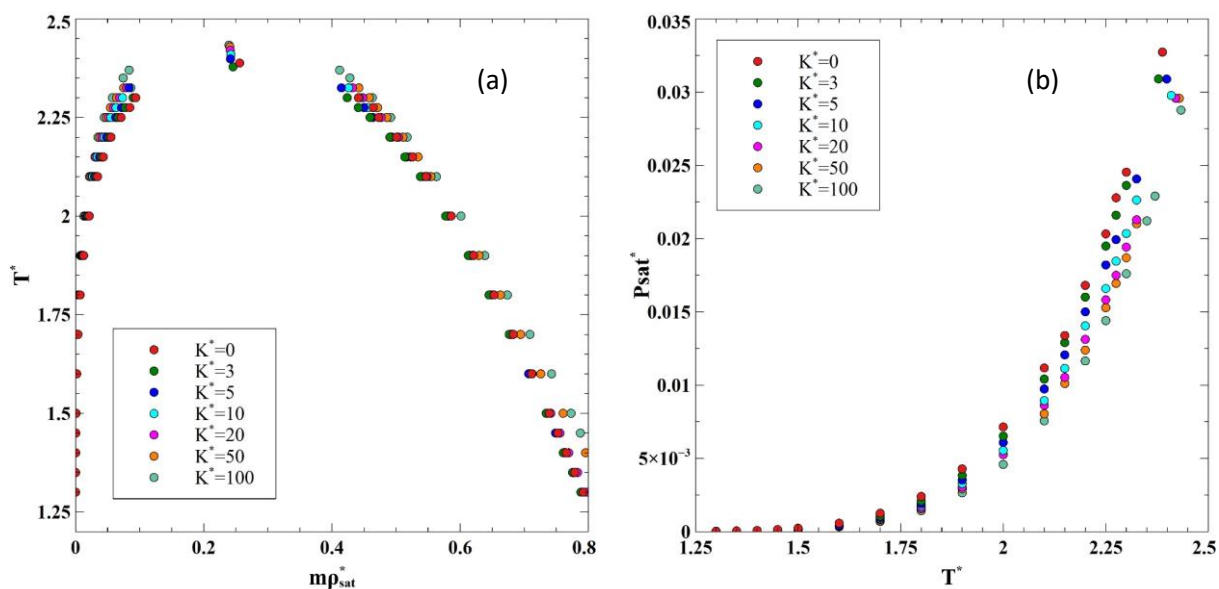 2.5
2.25
2
1.75
1.5
1.25
T*
0
0.2
0.4
0.6
0.8
mρ*sat
(a)
K*=0
K*=3
K*=5
K*=10
K*=20
K*=50
K*=100
0.035
0.03
0.025
0.02
0.015
0.01
5×10⁻³
0
Psat*
1.25
1.5
1.75
2
2.25
2.5
T*
(b)
K*=0
K*=3
K*=5
K*=10
K*=20
K*=50
K*=100